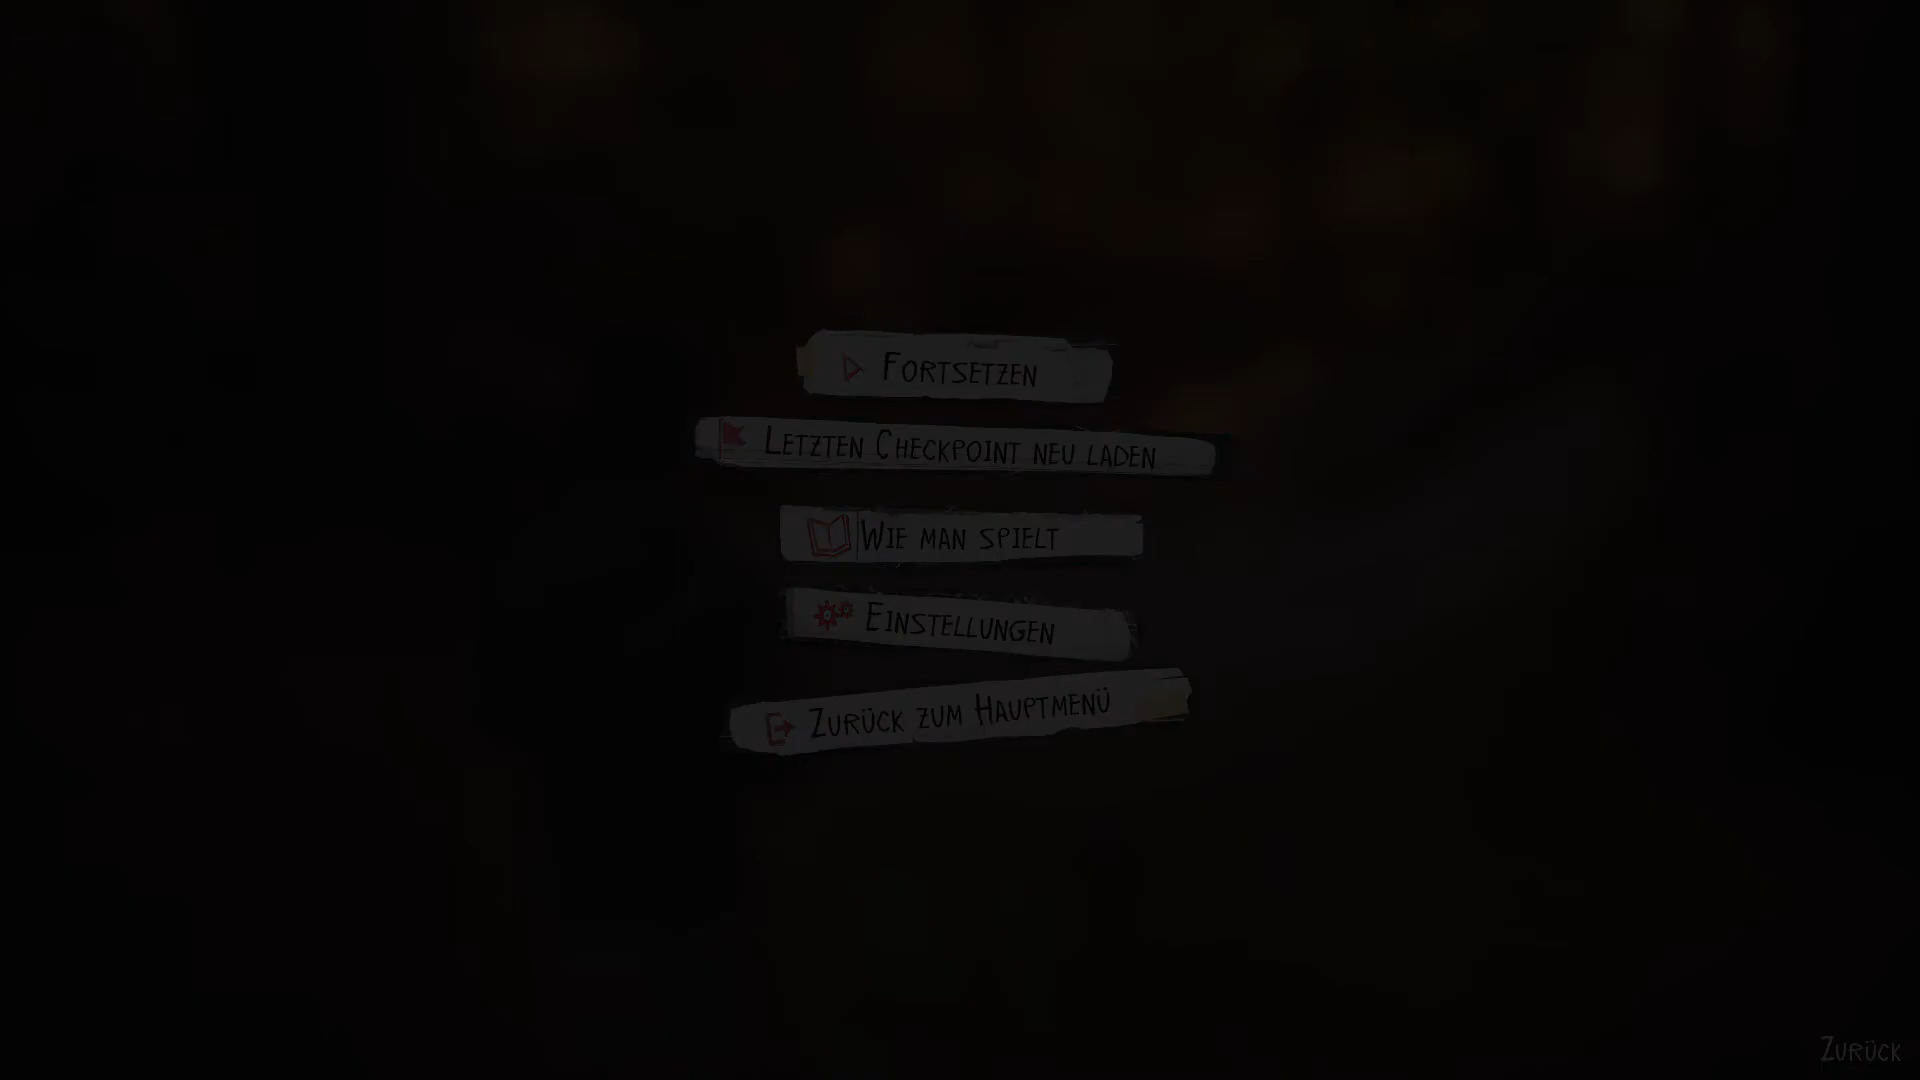 Fortsetzen
Letzten Checkpoint neu laden
Wie man spielt
Einstellungen
Zurück zum Hauptmenü
Zurück